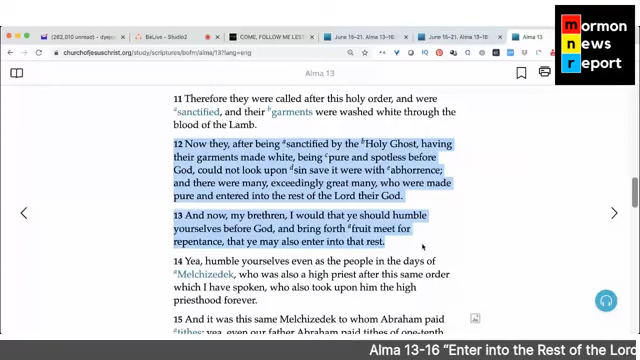 (262,010 unread) - dyep
BeLive - Studio2
COME, FOLLOW ME LES
June 15–21. Alma 13–16:
June 15–21. Alma 13–16:
Alma 13
mormon
news
report
m
n
r
churchofjesuschrist.org/study/scriptures/bofm/alma/13?lang=eng
Alma 13
11 Therefore they were called after this holy order, and were
a sanctified, and their b garments were washed white through the
blood of the Lamb.
12 Now they, after being a sanctified by the b Holy Ghost, having
their garments made white, being c pure and spotless before
God, could not look upon d sin save it were with e abhorrence;
and there were many, exceedingly great many, who were made
pure and entered into the rest of the Lord their God.
13 And now, my brethren, I would that ye should humble
yourselves before God, and bring forth a fruit meet for
repentance, that ye may also enter into that rest.
14 Yea, humble yourselves even as the people in the days of
a Melchizedek, who was also a high priest after this same order
which I have spoken, who also took upon him the high
priesthood forever.
15 And it was this same Melchizedek to whom Abraham paid
a tithes; yea, even our father Abraham paid tithes of one-tenth
Alma 13-16 “Enter into the Rest of the Lord